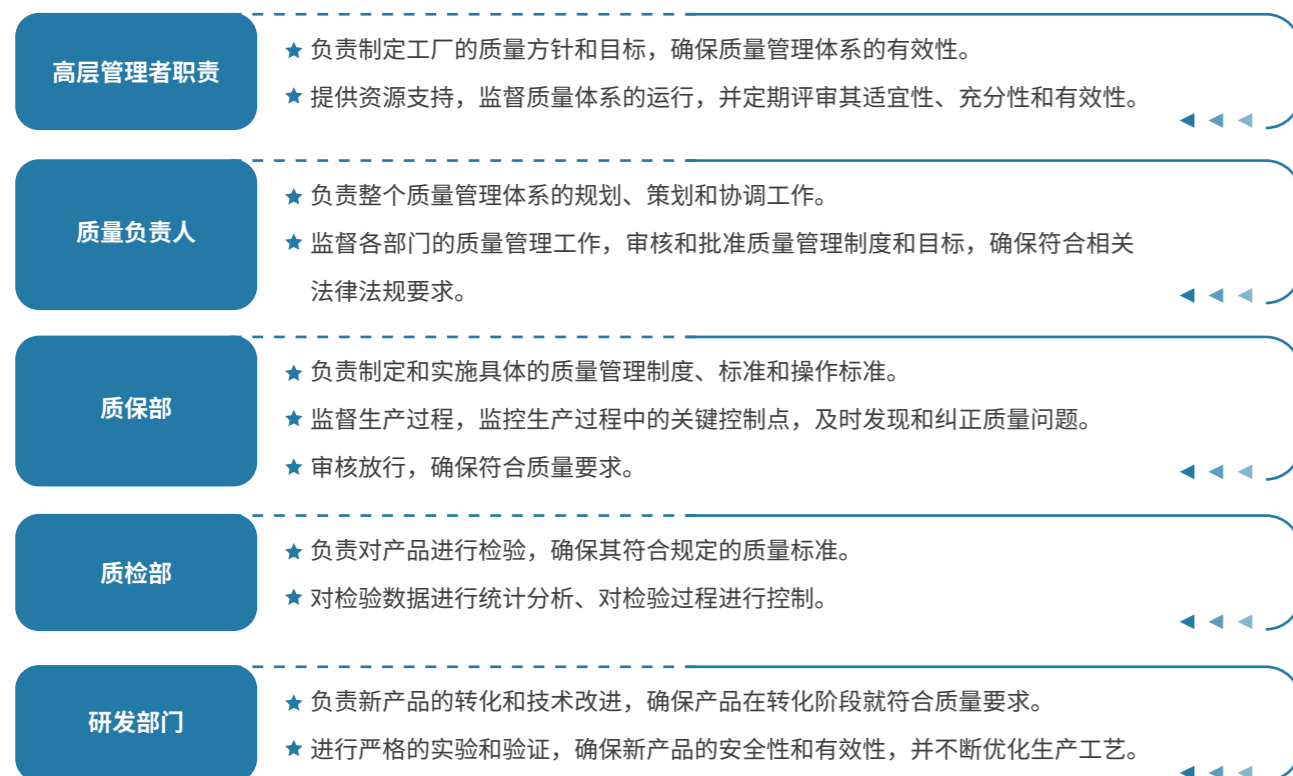 高层管理者职责
负责制定工厂的质量方针和目标，确保质量管理体系的有效性。
提供资源支持，监督质量体系的运行，并定期评审其适宜性、充分性和有效性。
质量负责人
负责整个质量管理体系的规划、策划和协调工作。
监督各部门的质量管理工作，审核和批准质量管理制度和目标，确保符合相关
法律法规要求。
质保部
负责制定和实施具体的质量管理制度、标准和操作标准。
监督生产过程，监控生产过程中的关键控制点，及时发现和纠正质量问题。
审核放行，确保符合质量要求。
质检部
负责对产品进行检验，确保其符合规定的质量标准。
对检验数据进行统计分析、对检验过程进行控制。
研发部门
负责新产品的转化和技术改进，确保产品在转化阶段就符合质量要求。
进行严格的实验和验证，确保新产品的安全性和有效性，并不断优化生产工艺。